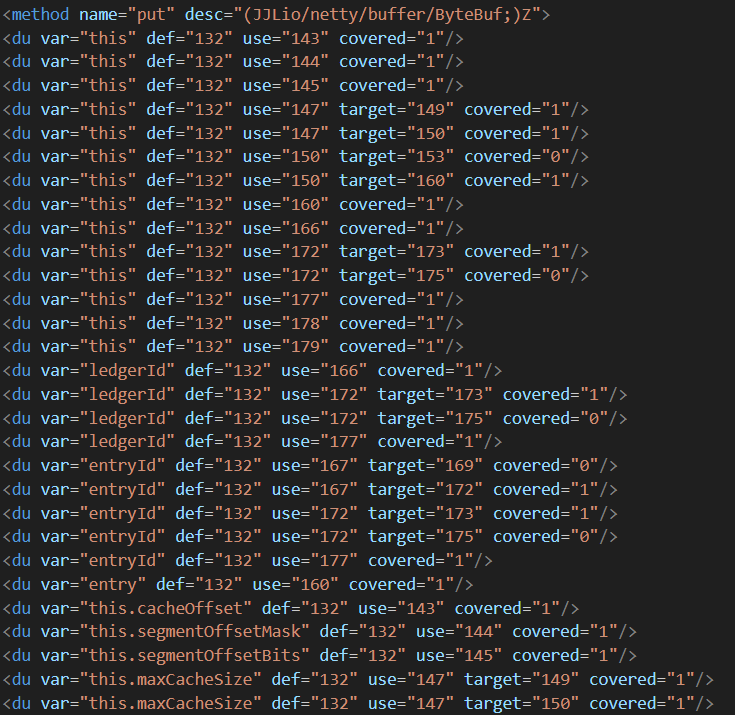 <method name="put" desc="(JJLio/netty/buffer/ByteBuf;)Z">
<du var="this" def="132" use="143" covered="1"/>
<du var="this" def="132" use="144" covered="1"/>
<du var="this" def="132" use="145" covered="1"/>
<du var="this" def="132" use="147" target="149" covered="1"/>
<du var="this" def="132" use="147" target="150" covered="1"/>
<du var="this" def="132" use="150" target="153" covered="0"/>
<du var="this" def="132" use="150" target="160" covered="1"/>
<du var="this" def="132" use="160" covered="1"/>
<du var="this" def="132" use="166" covered="1"/>
<du var="this" def="132" use="172" target="173" covered="1"/>
<du var="this" def="132" use="172" target="175" covered="0"/>
<du var="this" def="132" use="177" covered="1"/>
<du var="this" def="132" use="178" covered="1"/>
<du var="this" def="132" use="179" covered="1"/>
<du var="ledgerId" def="132" use="166" covered="1"/>
<du var="ledgerId" def="132" use="172" target="173" covered="1"/>
<du var="ledgerId" def="132" use="172" target="175" covered="0"/>
<du var="ledgerId" def="132" use="177" covered="1"/>
<du var="entryId" def="132" use="167" target="169" covered="0"/>
<du var="entryId" def="132" use="167" target="172" covered="1"/>
<du var="entryId" def="132" use="172" target="173" covered="1"/>
<du var="entryId" def="132" use="172" target="175" covered="0"/>
<du var="entryId" def="132" use="177" covered="1"/>
<du var="entry" def="132" use="160" covered="1"/>
<du var="this.cacheOffset" def="132" use="143" covered="1"/>
<du var="this.segmentOffsetMask" def="132" use="144" covered="1"/>
<du var="this.segmentOffsetBits" def="132" use="145" covered="1"/>
<du var="this.maxCacheSize" def="132" use="147" target="149" covered="1"/>
<du var="this.maxCacheSize" def="132" use="147" target="150" covered="1"/>